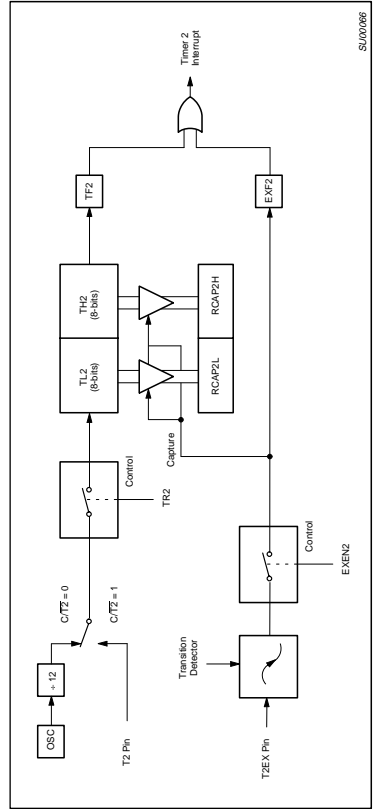 OSC
÷ 12
C/T2 = 0
C/T2 = 1
T2 Pin
TR2
Control
TL2
(8-bits)
TH2
(8-bits)
TF2
Capture
RCAP2L
RCAP2H
Timer 2
Interrupt
Transition
Detector
T2EX Pin
Control
EXEN2
EXF2
SU00066